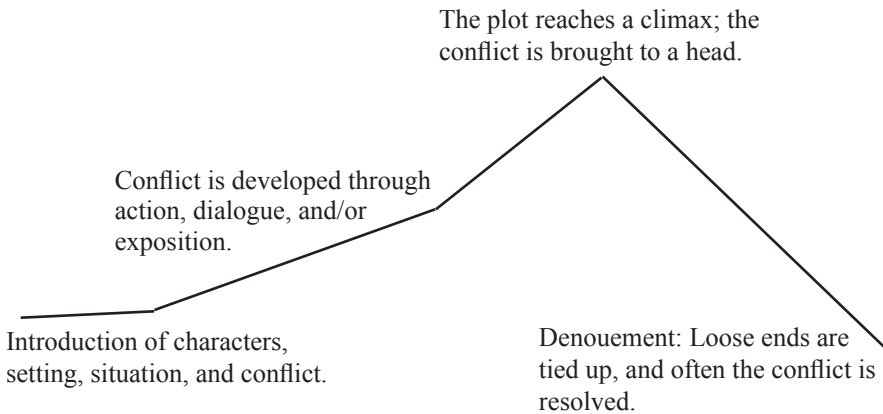 The plot reaches a climax; the
conflict is brought to a head.
Conflict is developed through
action, dialogue, and/or
exposition.
Introduction of characters,
setting, situation, and conflict.
Denouement: Loose ends are
tied up, and often the conflict is
resolved.